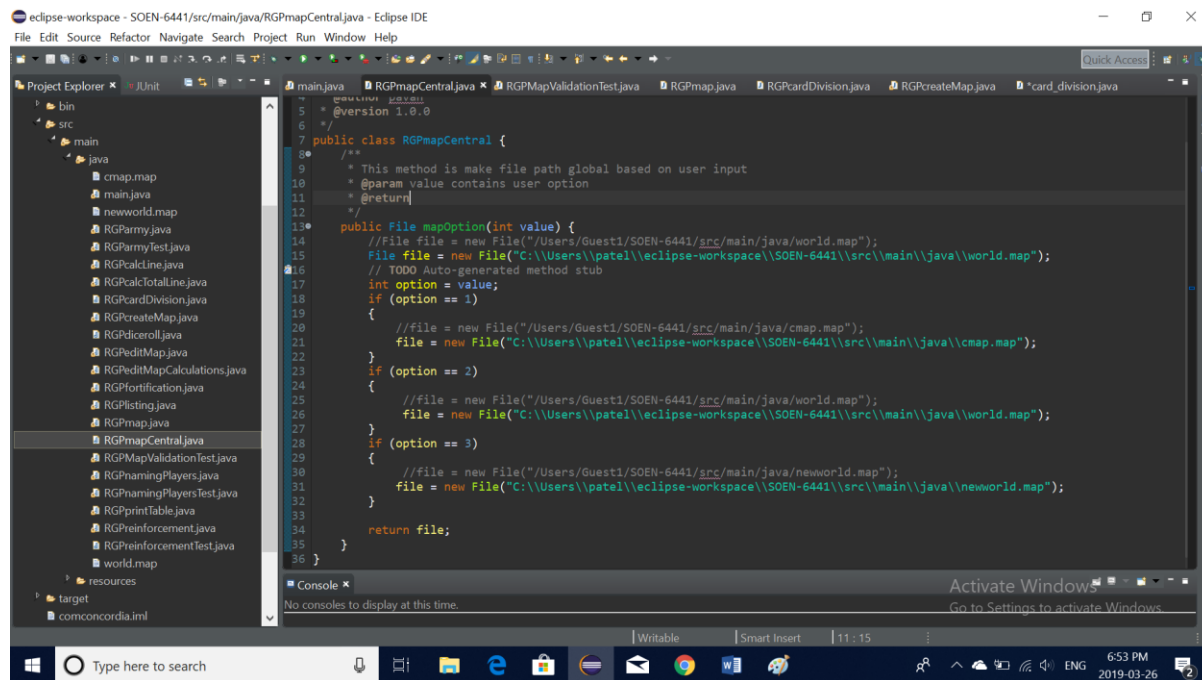 eclipse-workspace - SOEN-6441/src/main/java/RGPmapCentral.java - Eclipse IDE
File Edit Source Refactor Navigate Search Project Run Window Help
Quick Access
Project Explorer JUnit
main.java RGPmapCentral.java RGPMapValidationTest.java RGPmap.java RGPcardDivision.java RGPcreateMap.java *card_division.java
bin
src
main
java
cmap.map
main.java
newworld.map
RGParmy.java
RGParmyTest.java
RGPcalcLine.java
RGPcalcTotalLine.java
RGPcardDivision.java
RGPcreateMap.java
RGPdiceroll.java
RGPeditMap.java
RGPeditMapCalculations.java
RGPfortification.java
RGPlisting.java
RGPmap.java
RGPmapCentral.java
RGPMapValidationTest.java
RGPnamingPlayers.java
RGPnamingPlayersTest.java
RGPprintTable.java
RGPreinforcement.java
RGPreinforcementTest.java
world.map
resources
target
comconcordia.iml
4 * @author pavan
5 * @version 1.0.0
6 */
7 public class RGPmapCentral {
8 /**
9 * This method is make file path global based on user input
10 * @param value contains user option
11 * @return
12 */
13 public File mapOption(int value) {
14 //File file = new File("/Users/Guest1/SOEN-6441/src/main/java/world.map");
15 File file = new File("C:\\Users\\patel\\eclipse-workspace\\SOEN-6441\\src\\main\\java\\world.map");
16 // TODO Auto-generated method stub
17 int option = value;
18 if (option == 1)
19 {
20 //file = new File("/Users/Guest1/SOEN-6441/src/main/java/cmap.map");
21 file = new File("C:\\Users\\patel\\eclipse-workspace\\SOEN-6441\\src\\main\\java\\cmap.map");
22 }
23 if (option == 2)
24 {
25 //file = new File("/Users/Guest1/SOEN-6441/src/main/java/world.map");
26 file = new File("C:\\Users\\patel\\eclipse-workspace\\SOEN-6441\\src\\main\\java\\world.map");
27 }
28 if (option == 3)
29 {
30 //file = new File("/Users/Guest1/SOEN-6441/src/main/java/newworld.map");
31 file = new File("C:\\Users\\patel\\eclipse-workspace\\SOEN-6441\\src\\main\\java\\newworld.map");
32 }
33
34 return file;
35 }
36 }
Console
No consoles to display at this time.
Activate Windows
Go to Settings to activate Windows.
Writable Smart Insert 11 : 15
Type here to search
ENG
6:53 PM
2019-03-26
2